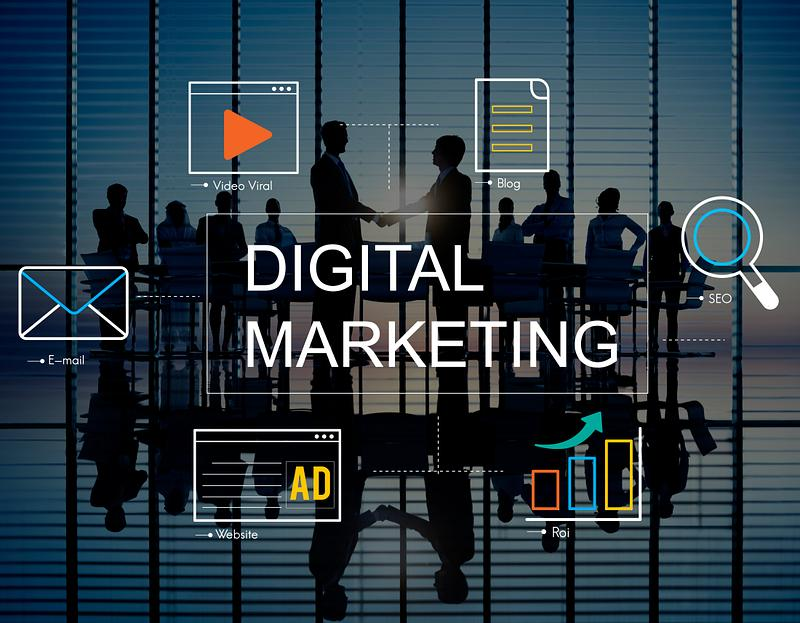 Video Viral
Blog
DIGITAL
MARKETING
SEO
E-mail
AD
Website
Roi